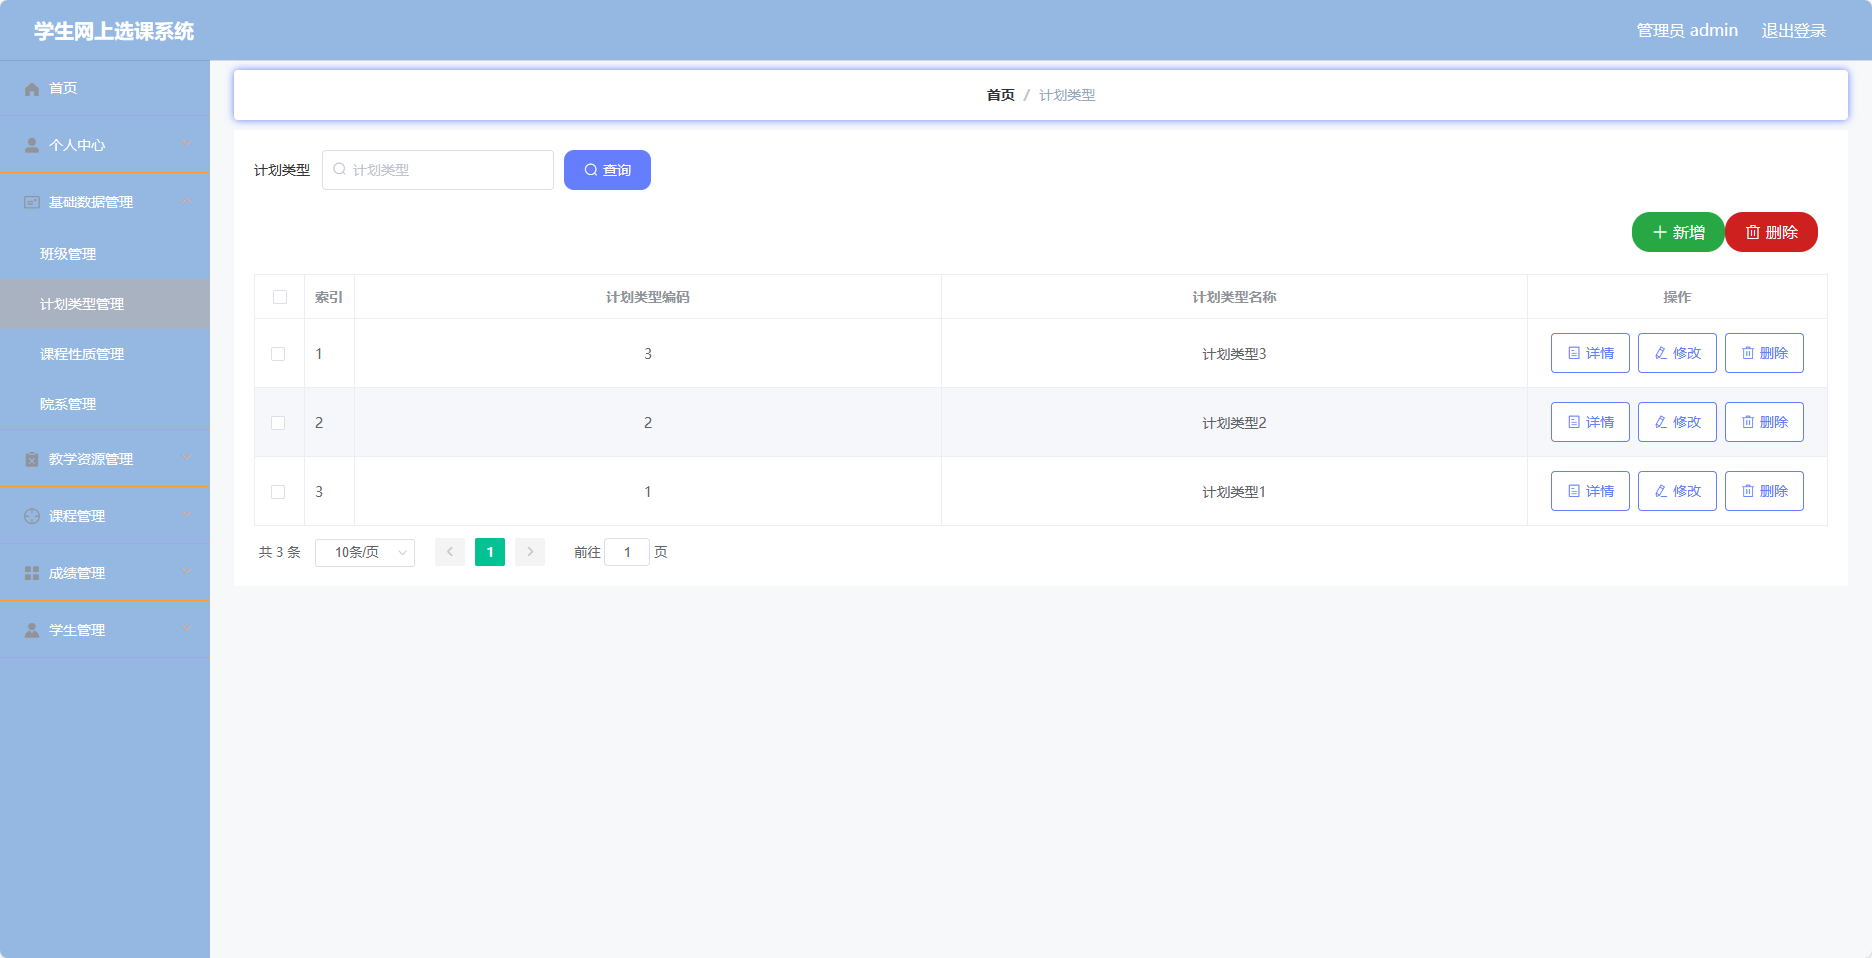 学生网上选课系统
管理员 admin 退出登录
首页
个人中心
基础数据管理
班级管理
计划类型管理
课程性质管理
院系管理
教学资源管理
课程管理
成绩管理
学生管理
首页 / 计划类型
计划类型 计划类型 查询
新增 删除
索引 计划类型编码 计划类型名称 操作
1 3 计划类型3 详情 修改 删除
2 2 计划类型2 详情 修改 删除
3 1 计划类型1 详情 修改 删除
共 3 条 10条/页 1 前往 1 页